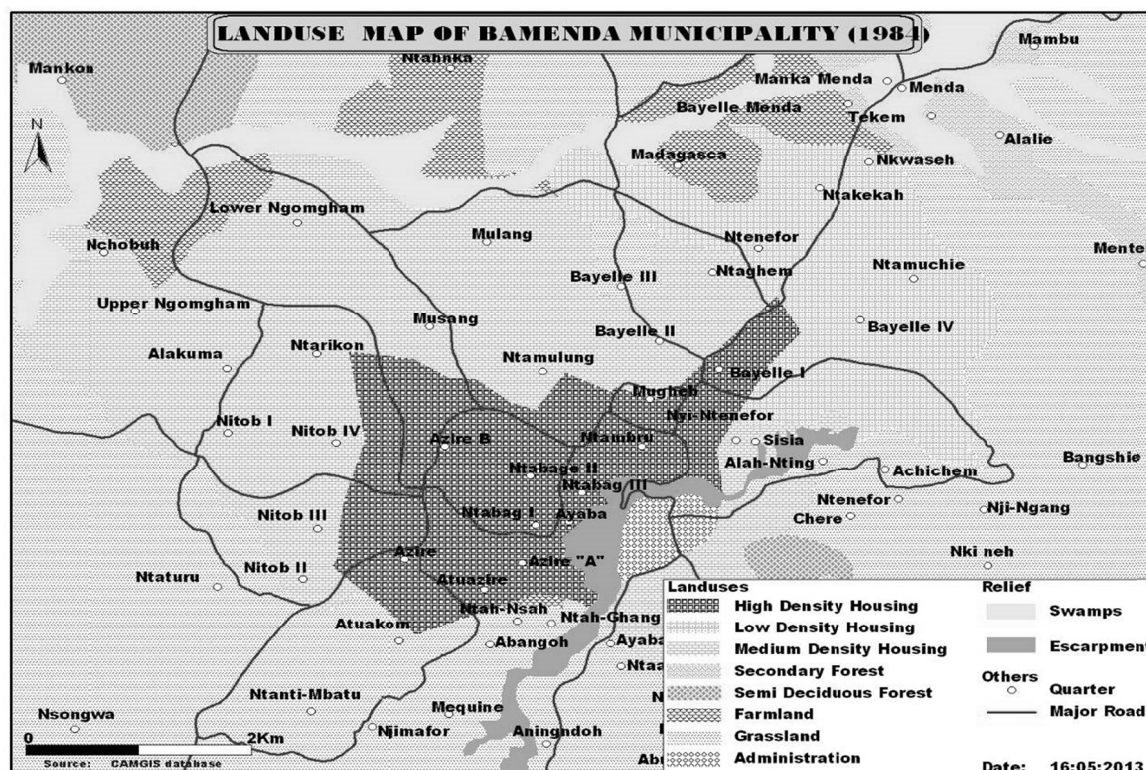 LANDUSE MAP OF BAMENDA MUNICIPALITY (1984)
Mambu
Mankon
Ntahnka
Manka Menda
Menda
Bayelle Menda
Tekem
N
Alalie
Madagasca
Nkwaseh
Ntakekah
Lower Ngomgham
Mulang
Ntenefor
Nchobuh
Mente
Ntaghem
Ntamuchie
Bayelle III
Upper Ngomgham
Musang
Bayelle II
Bayelle IV
Alakuma
Ntarikon
Ntamulung
Bayelle I
Mugheb
Nyi-Ntenefor
Nitob I
Nitob IV
Azire B
Ntambru
Sisia
Alah-Nting
Bangshie
Ntabage II
Achichem
Ntabag III
Ntenefor
Nitob III
Ntabag I
Ayaba
Chere
Nji-Ngang
Azire
Azire "A"
Nki neh
Ntaturu
Nitob II
Atuazire
Ntah-Nsah
Ntah-Ghang
Atuakom
Abangoh
Ayaba
Ntaa
Ntanti-Mbatu
Mequine
N
Nsongwa
Njimafor
Aningndoh
Abu
0 2Km
Source: CAMGIS database
Landuses
High Density Housing
Low Density Housing
Medium Density Housing
Secondary Forest
Semi Deciduous Forest
Farmland
Grassland
Administration
Relief
Swamps
Escarpment
Others
Quarter
Major Road
Date: 16:05:2013